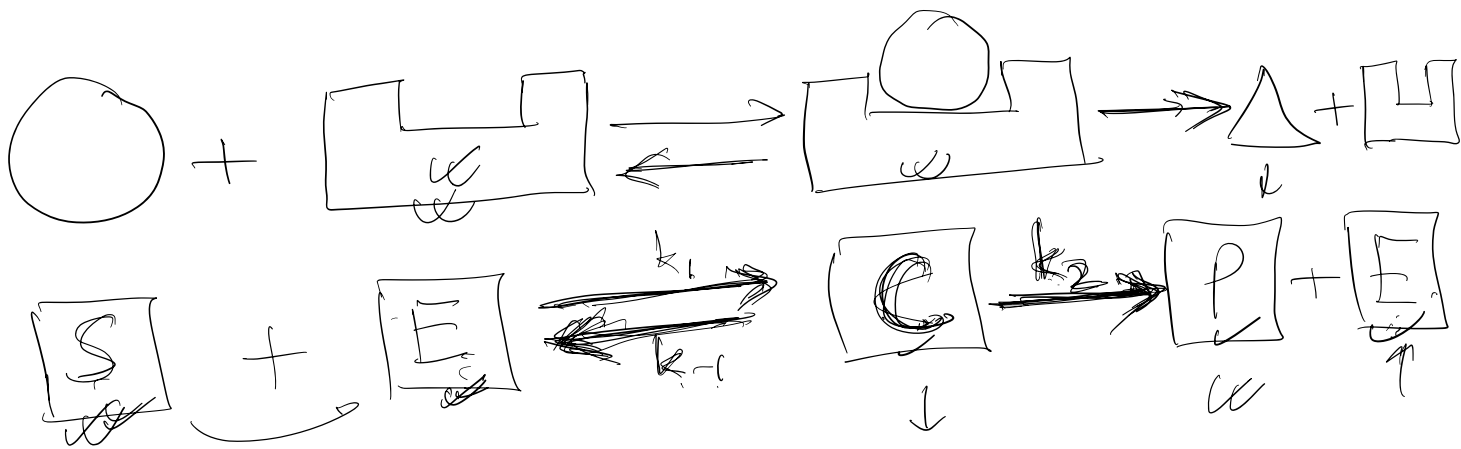 + → ← → +
k₁ k₂
S + E ⇌ C → P + E
k₋₁